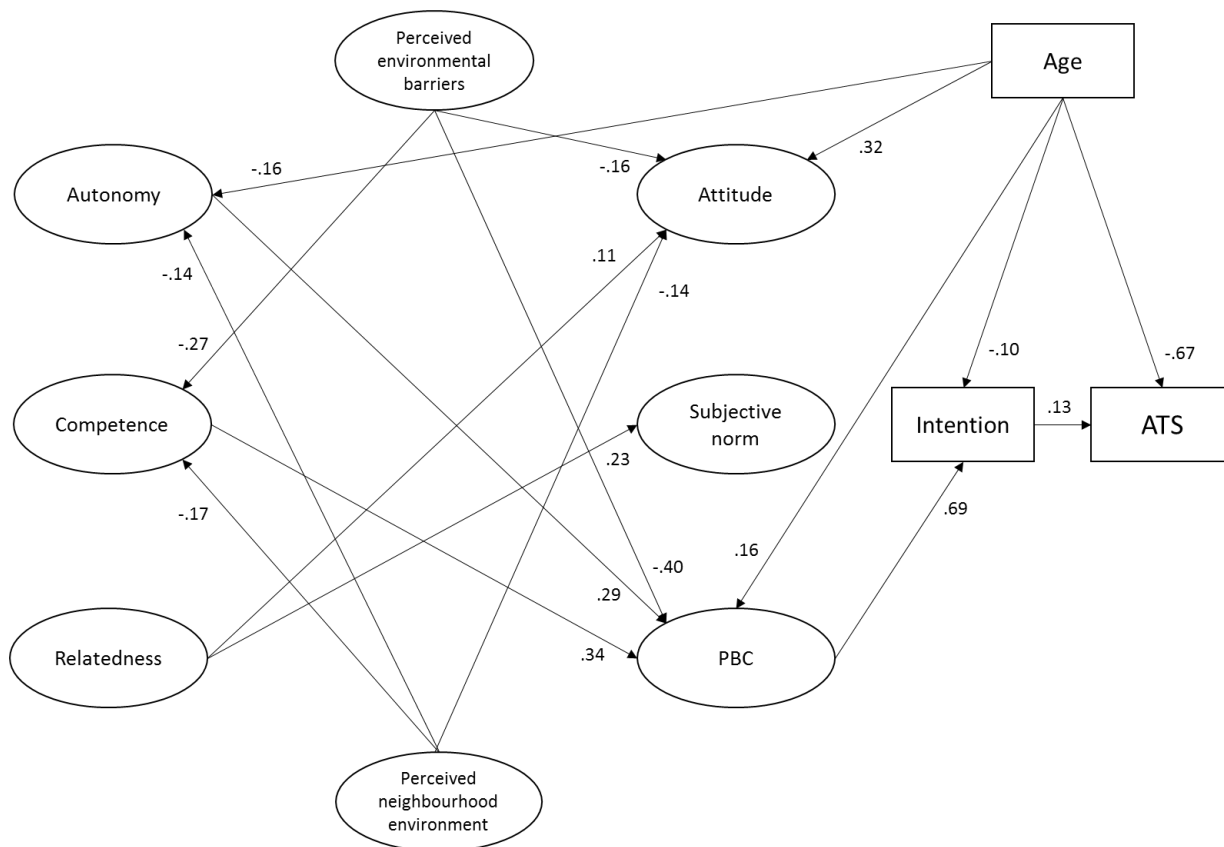 Perceived
environmental
barriers
Age
-.16
-.16
.32
Autonomy
Attitude
-.14
.11
-.14
-.27
-.10
-.67
Competence
Subjective
norm
Intention
.13
ATS
.23
-.17
.69
.16
-.40
.29
Relatedness
.34
PBC
Perceived
neighbourhood
environment